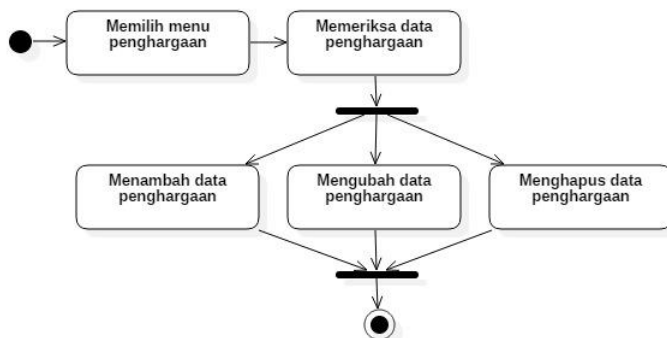 Memilih menu
penghargaan
Memeriksa data
penghargaan
Menambah data
penghargaan
Mengubah data
penghargaan
Menghapus data
penghargaan